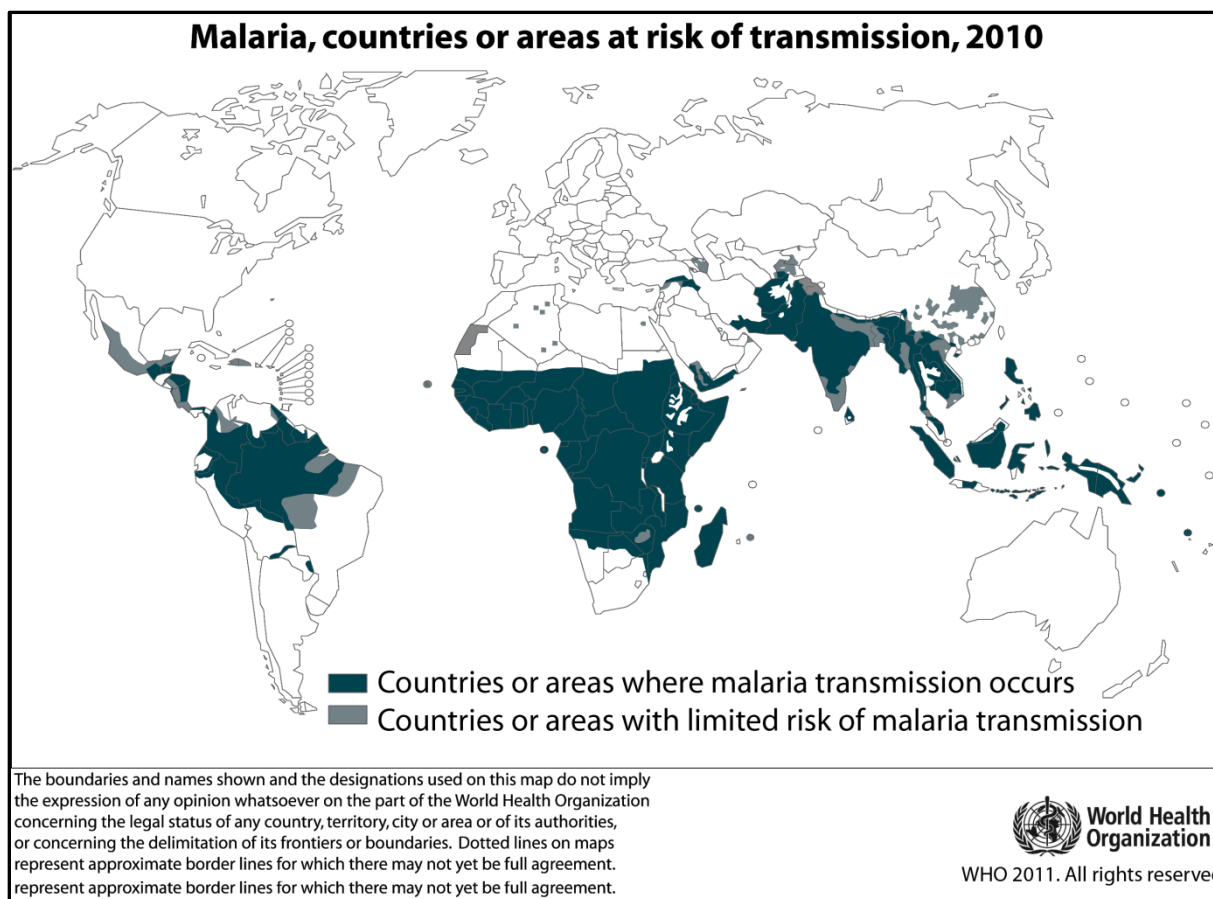 Malaria, countries or areas at risk of transmission, 2010
Countries or areas where malaria transmission occurs
Countries or areas with limited risk of malaria transmission
The boundaries and names shown and the designations used on this map do not imply
the expression of any opinion whatsoever on the part of the World Health Organization
concerning the legal status of any country, territory, city or area or of its authorities,
or concerning the delimitation of its frontiers or boundaries. Dotted lines on maps
represent approximate border lines for which there may not yet be full agreement.
represent approximate border lines for which there may not yet be full agreement.
World Health
Organization
WHO 2011. All rights reserved